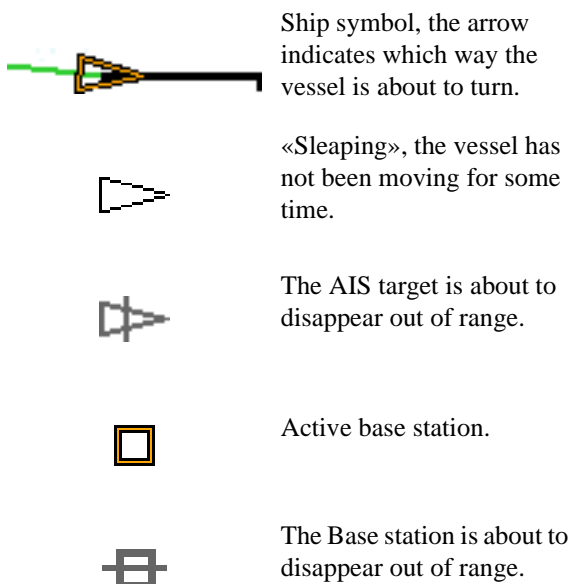 Ship symbol, the arrow
indicates which way the
vessel is about to turn.
«Sleaping», the vessel has
not been moving for some
time.
The AIS target is about to
disappear out of range.
Active base station.
The Base station is about to
disappear out of range.